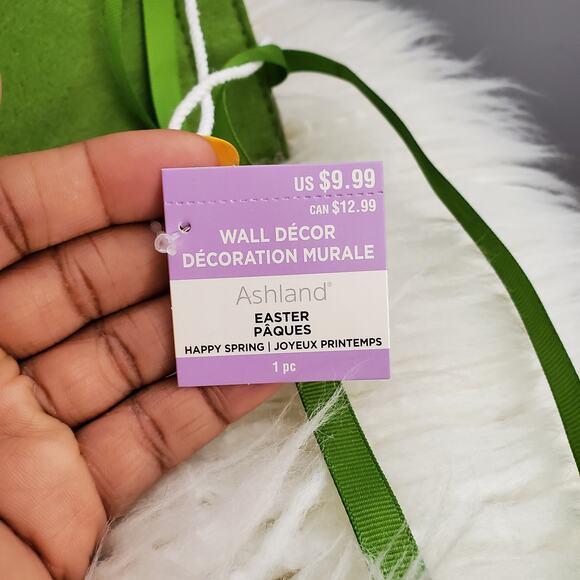 US $9.99
CAN $12.99
WALL DÉCOR
DÉCORATION MURALE
Ashland®
EASTER
PÂQUES
HAPPY SPRING | JOYEUX PRINTEMPS
1 pc